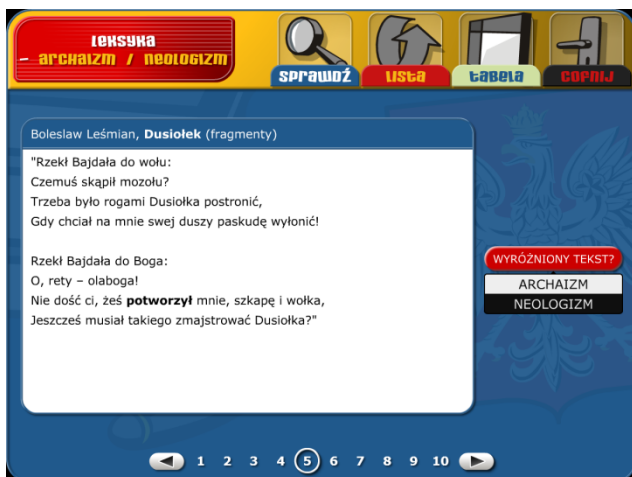 Leksyka
- archaizm / neologizm
sprawdź
Lista
tabela
cofnij
Boleslaw Leśmian, Dusiołek (fragmenty)
"Rzekł Bajdała do wołu:
Czemuś skąpił mozołu?
Trzeba było rogami Dusiołka postronić,
Gdy chciał na mnie swej duszy paskudę wyłonić!
Rzekł Bajdała do Boga:
O, rety – olaboga!
Nie dość ci, żeś potworzył mnie, szkapę i wołka,
Jeszcześ musiał takiego zmajstrować Dusiołka?"
WYRÓŻNIONY TEKST?
ARCHAIZM
NEOLOGIZM
1 2 3 4 5 6 7 8 9 10